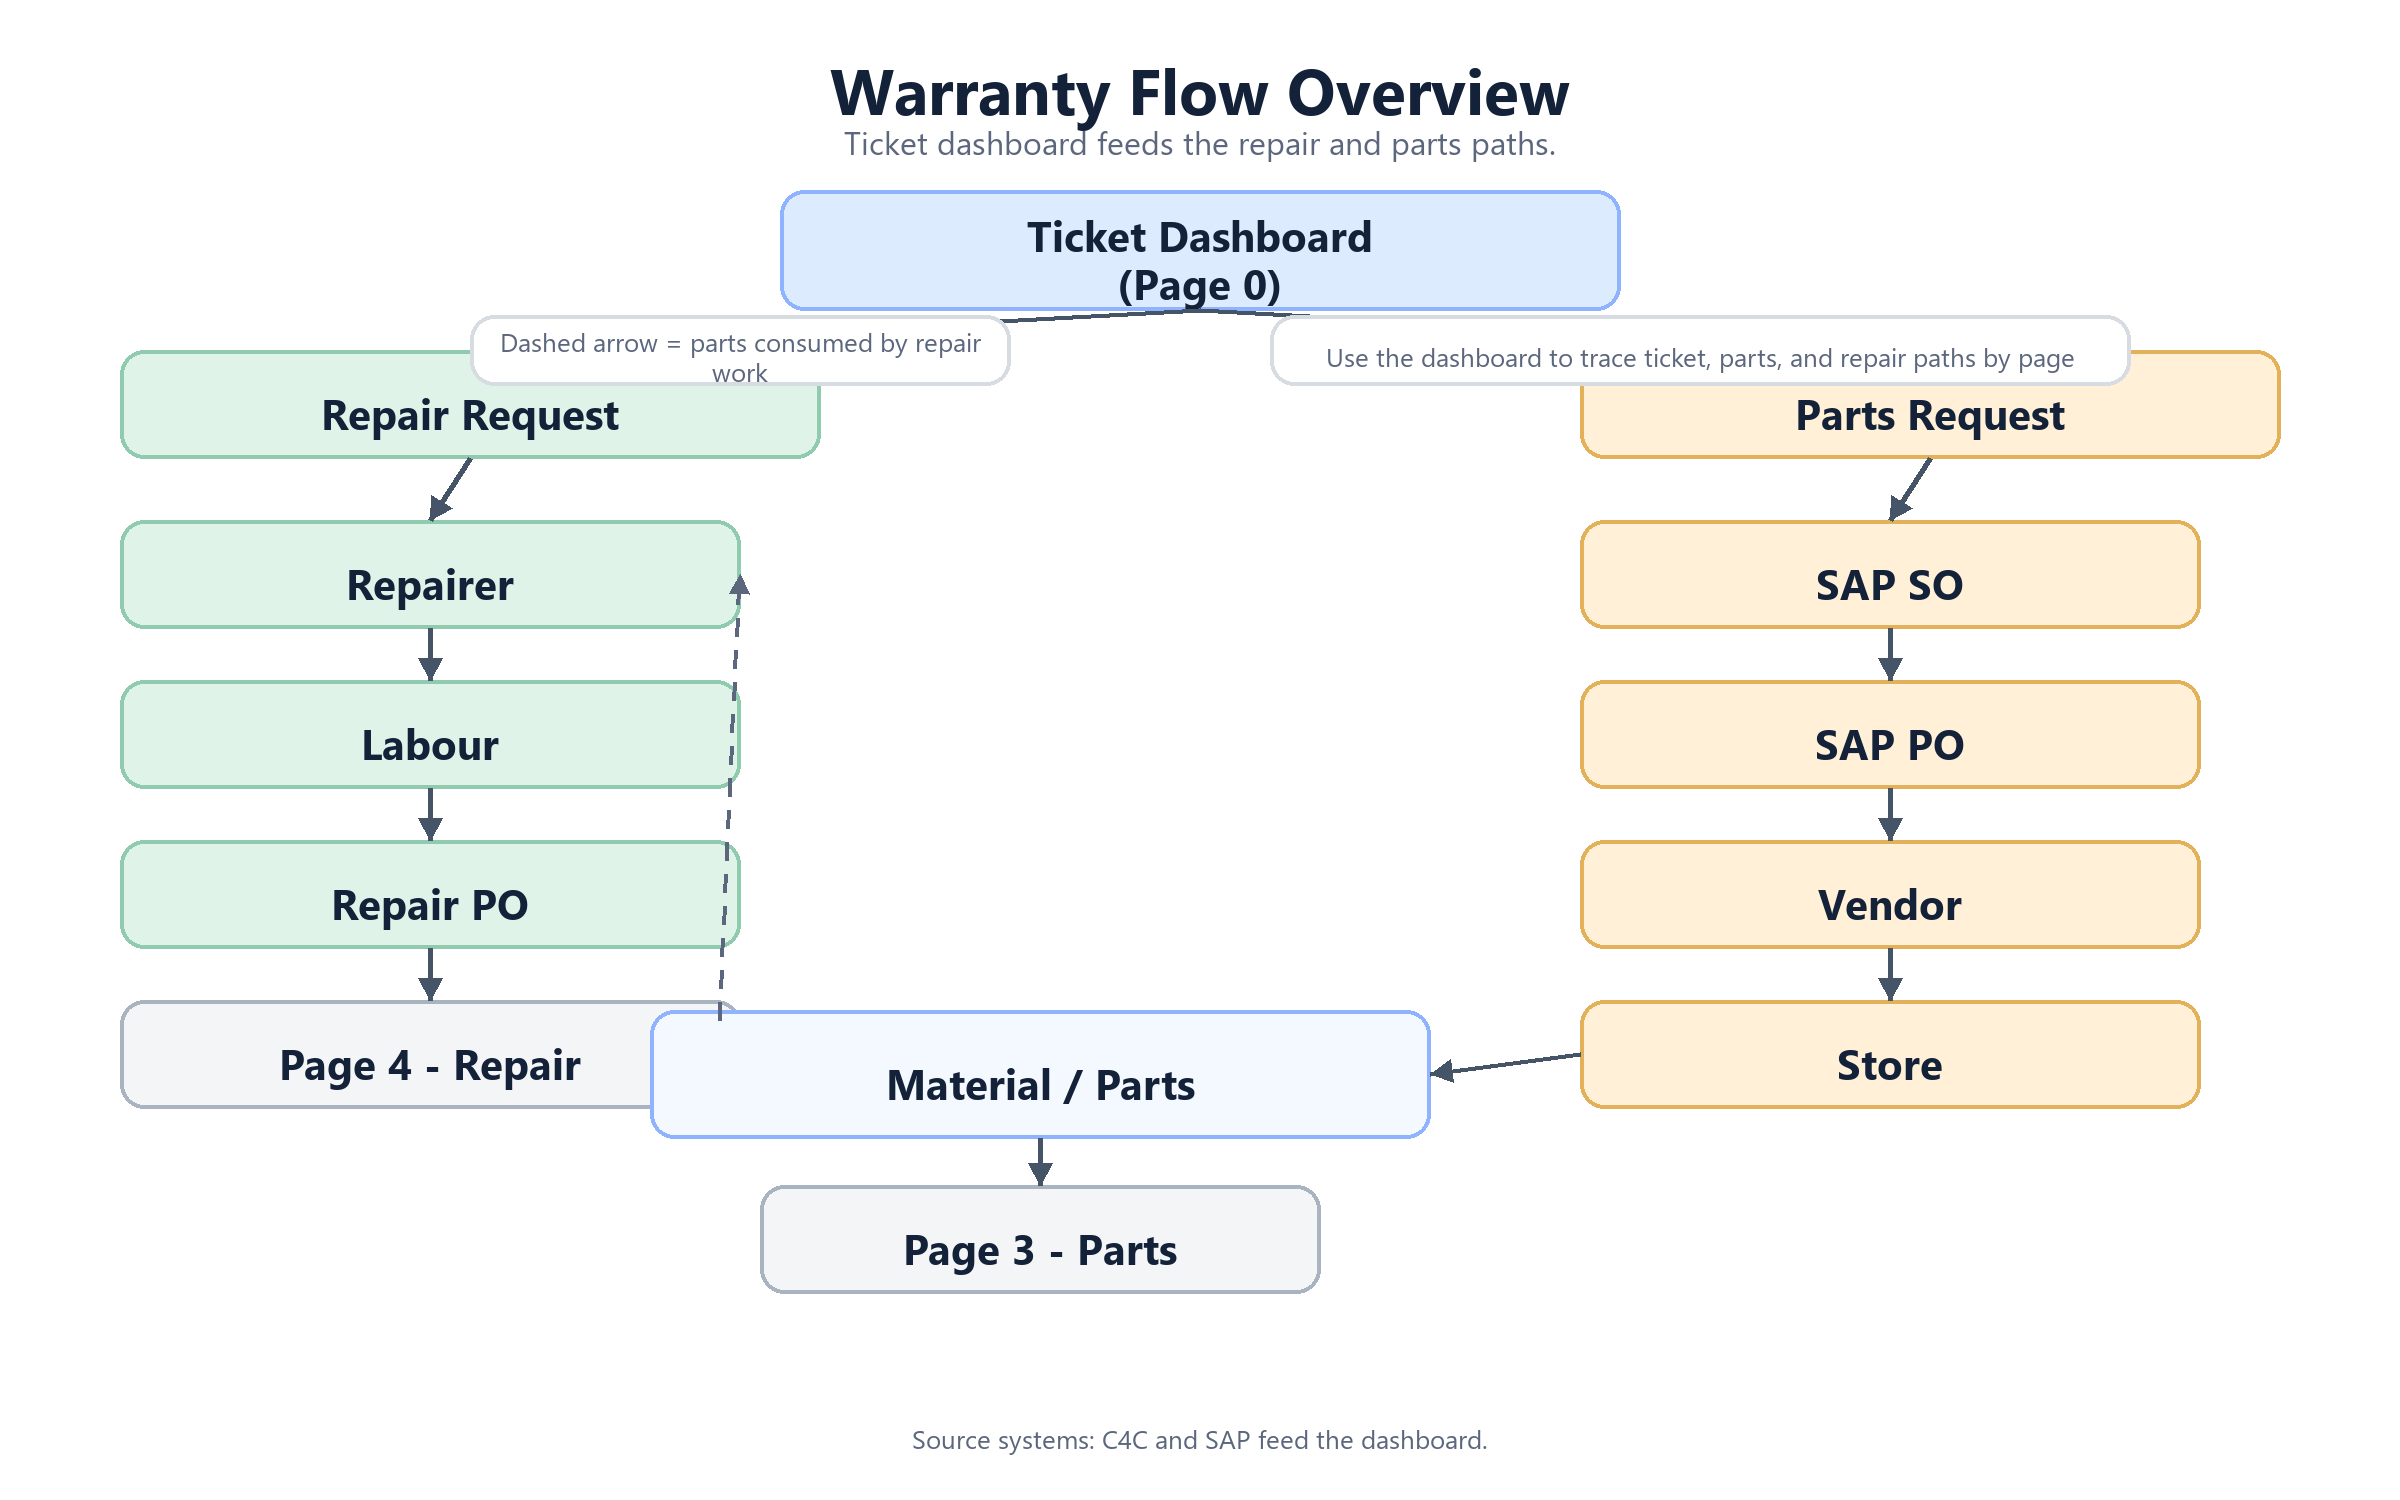 Warranty Flow Overview
Ticket dashboard feeds the repair and parts paths.
Ticket Dashboard
(Page 0)
Dashed arrow = parts consumed by repair
work
Use the dashboard to trace ticket, parts, and repair paths by page
Repair Request
Parts Request
Repairer
SAP SO
Labour
SAP PO
Repair PO
Vendor
Page 4 - Repair
Material / Parts
Store
Page 3 - Parts
Source systems: C4C and SAP feed the dashboard.